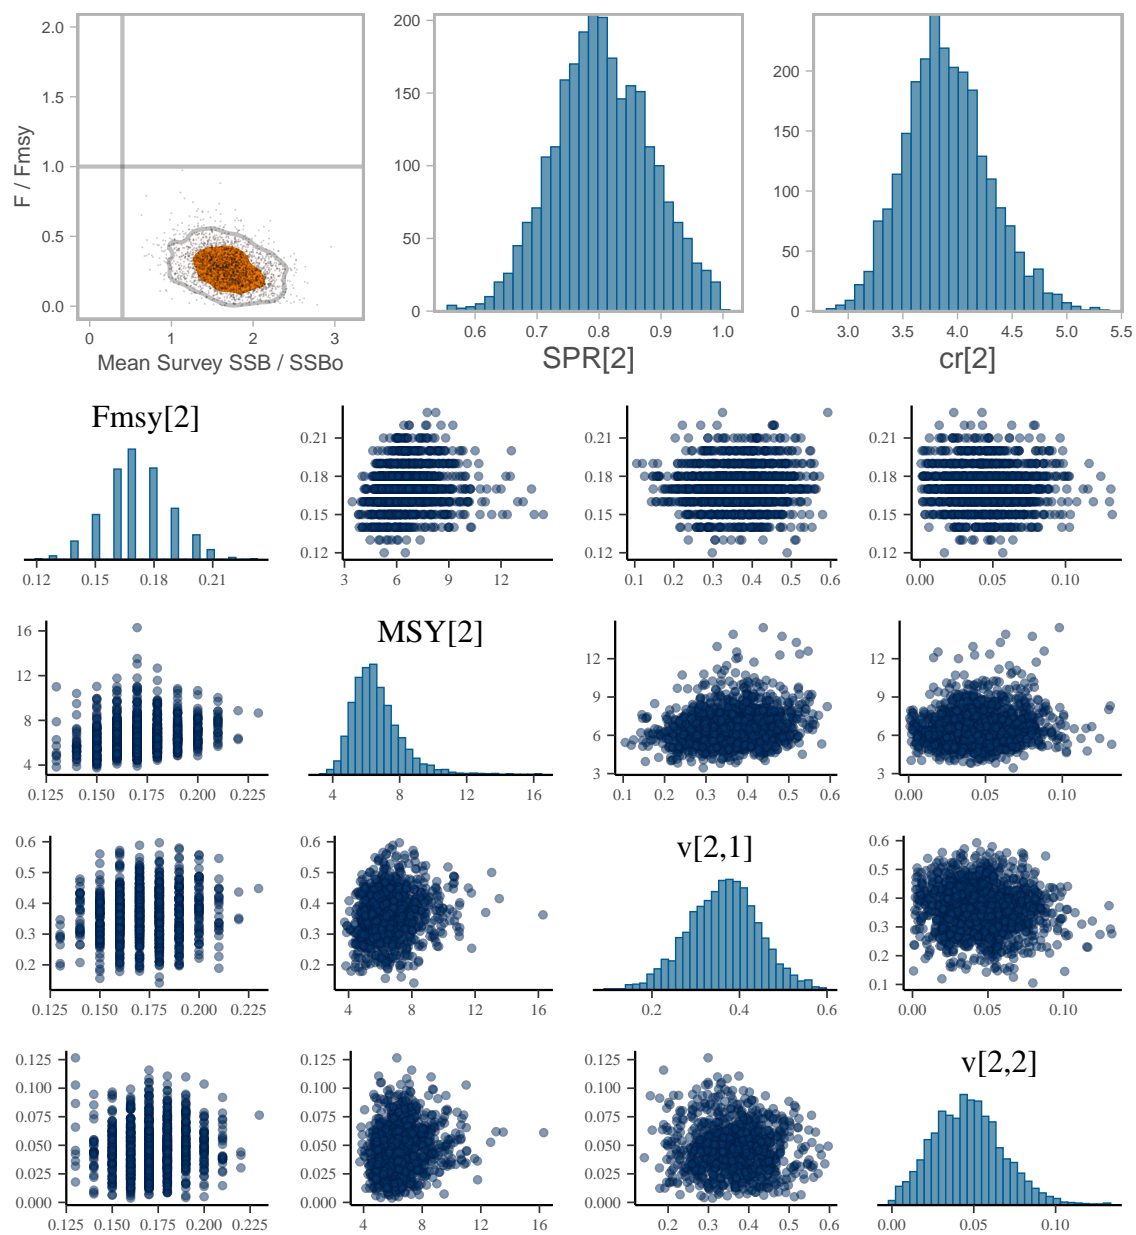 2.0
1.5
1.0
0.5
0.0
F / Fmsy
0 1 2 3
Mean Survey SSB / SSBo
200
150
100
50
0
0.6 0.7 0.8 0.9 1.0
SPR[2]
200
150
100
50
0
3.0 3.5 4.0 4.5 5.0 5.5
cr[2]
Fmsy[2]
0.12 0.15 0.18 0.21
0.21
0.18
0.15
0.12
3 6 9 12
0.21
0.18
0.15
0.12
0.1 0.2 0.3 0.4 0.5 0.6
0.21
0.18
0.15
0.12
0.00 0.05 0.10
16
12
8
4
0.125 0.150 0.175 0.200 0.225
MSY[2]
4 8 12 16
12
9
6
3
0.1 0.2 0.3 0.4 0.5 0.6
12
9
6
3
0.00 0.05 0.10
0.6
0.5
0.4
0.3
0.2
0.125 0.150 0.175 0.200 0.225
0.6
0.5
0.4
0.3
0.2
4 8 12 16
v[2,1]
0.2 0.4 0.6
0.6
0.5
0.4
0.3
0.2
0.1
0.00 0.05 0.10
0.125
0.100
0.075
0.050
0.025
0.000
0.125 0.150 0.175 0.200 0.225
0.125
0.100
0.075
0.050
0.025
0.000
4 8 12 16
0.125
0.100
0.075
0.050
0.025
0.000
0.2 0.3 0.4 0.5 0.6
v[2,2]
0.00 0.05 0.10